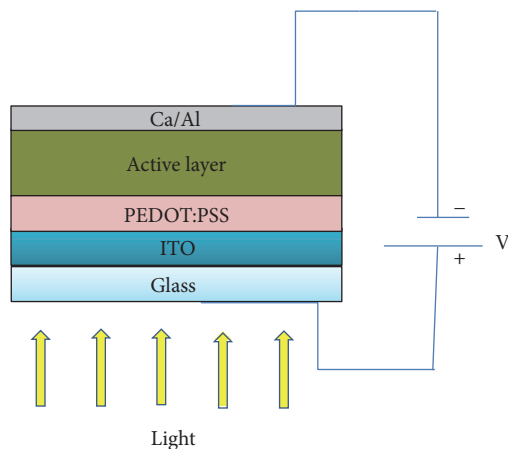 Ca/Al
Active layer
PEDOT:PSS
ITO
Glass
Light
−
V
+